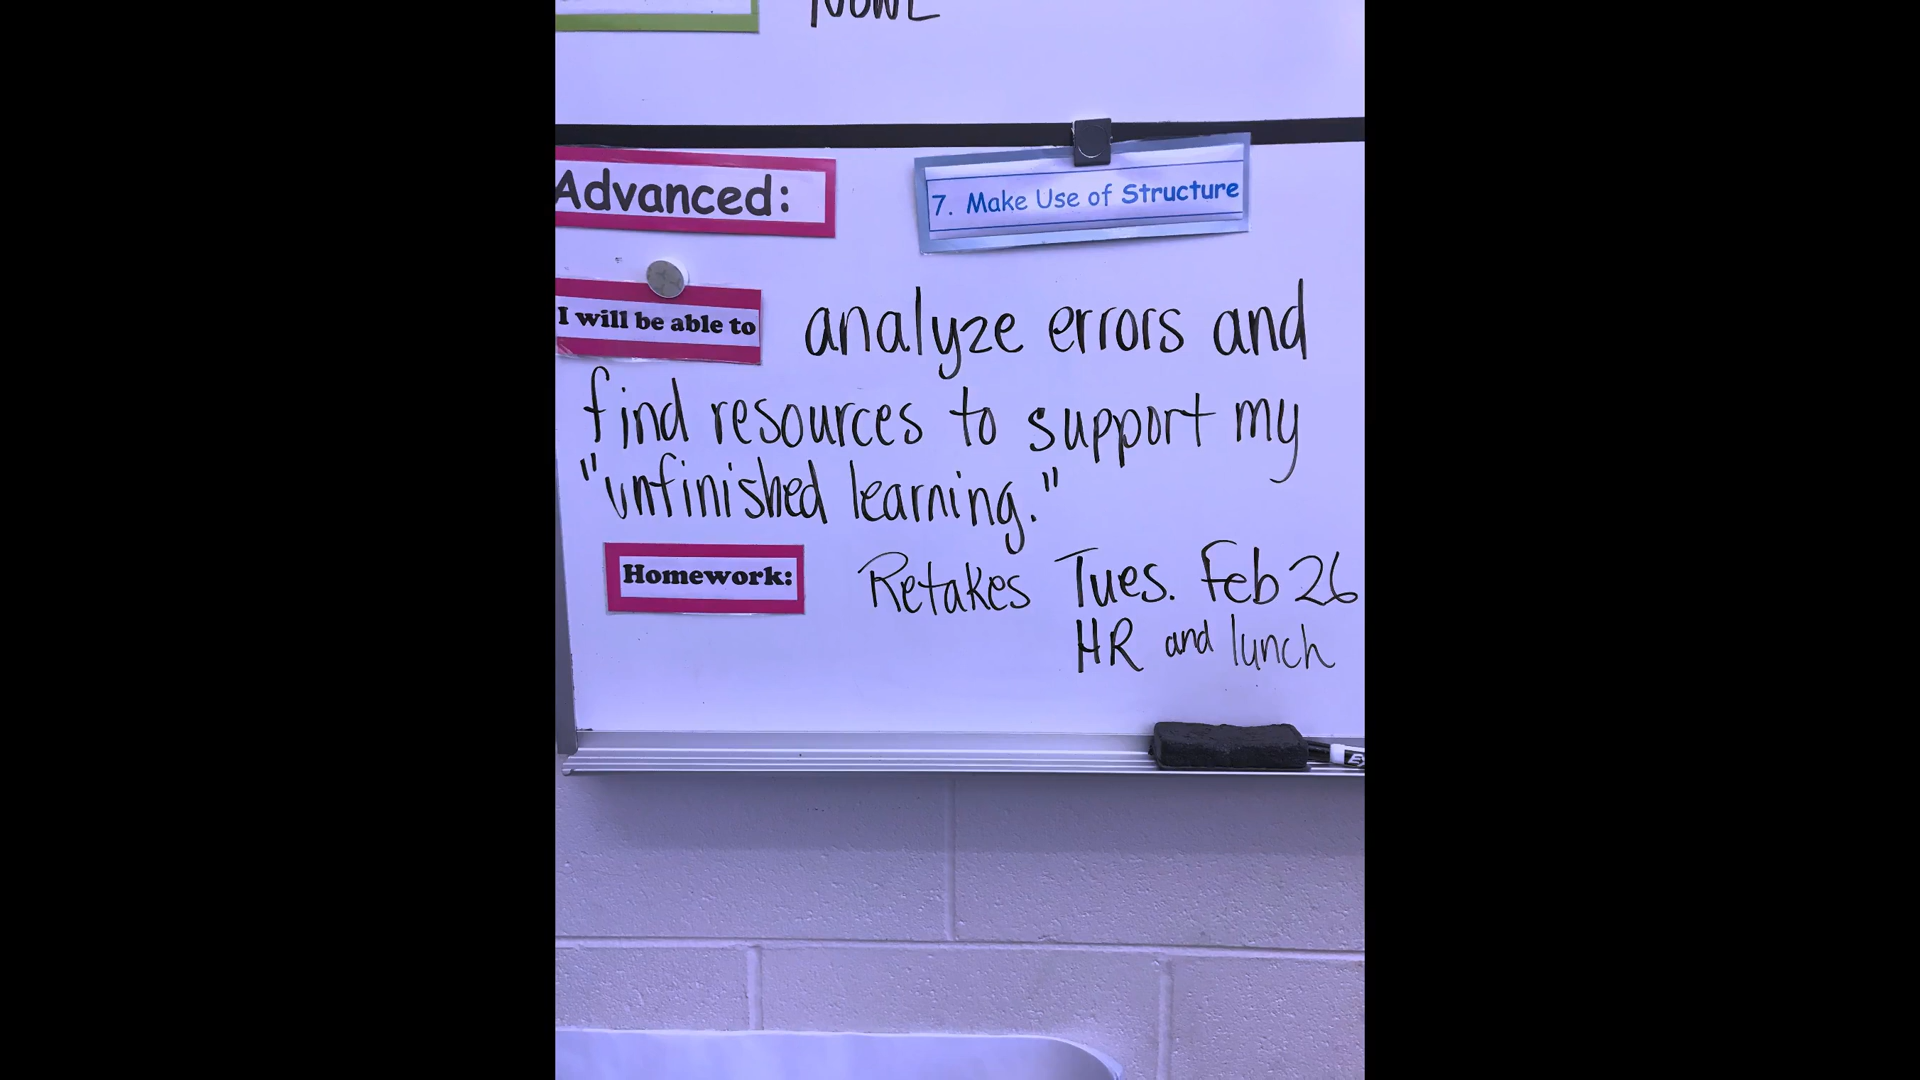 Advanced:
7. Make Use of Structure
I will be able to analyze errors and
find resources to support my
"unfinished learning."
Homework: Retakes Tues. Feb 26
HR and lunch